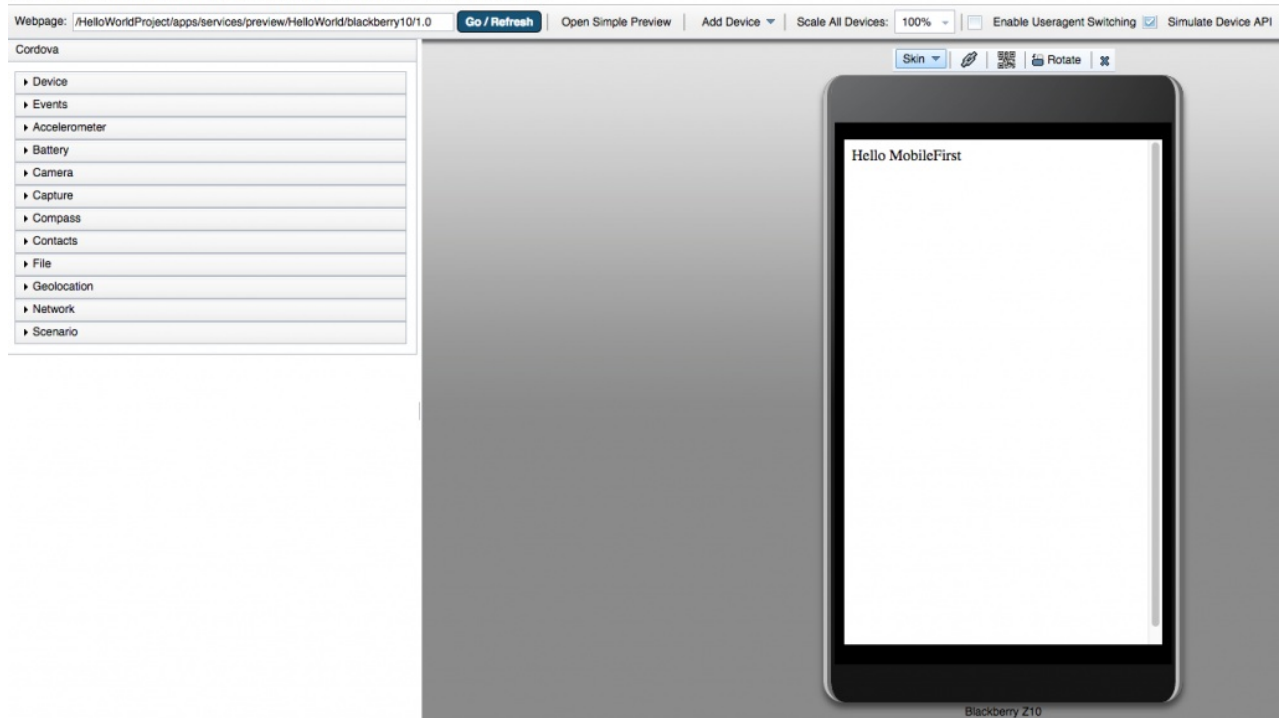 Webpage: /HelloWorldProject/apps/services/preview/HelloWorld/blackberry10/1.0 Go / Refresh Open Simple Preview Add Device Scale All Devices: 100% Enable Useragent Switching Simulate Device API
Cordova
Device
Events
Accelerometer
Battery
Camera
Capture
Compass
Contacts
File
Geolocation
Network
Scenario
Skin Rotate
Hello MobileFirst
Blackberry Z10